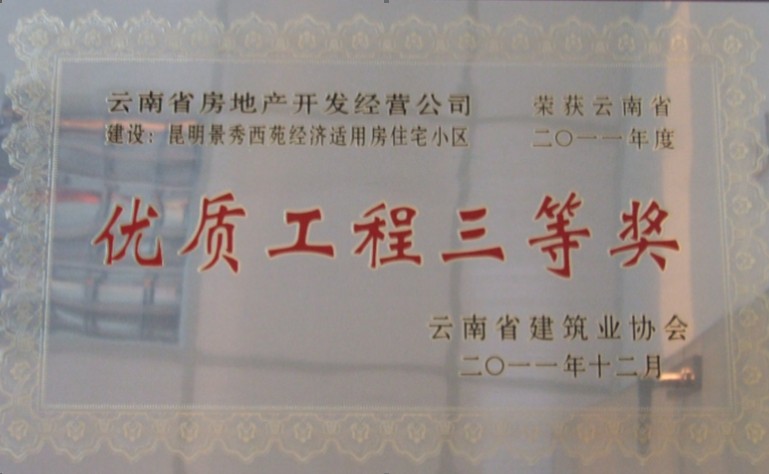 云南省房地产开发经营公司 荣获云南省
建设：昆明景秀西苑经济适用房住宅小区 二〇一一年度
优质工程三等奖
云南省建筑业协会
二〇一一年十二月